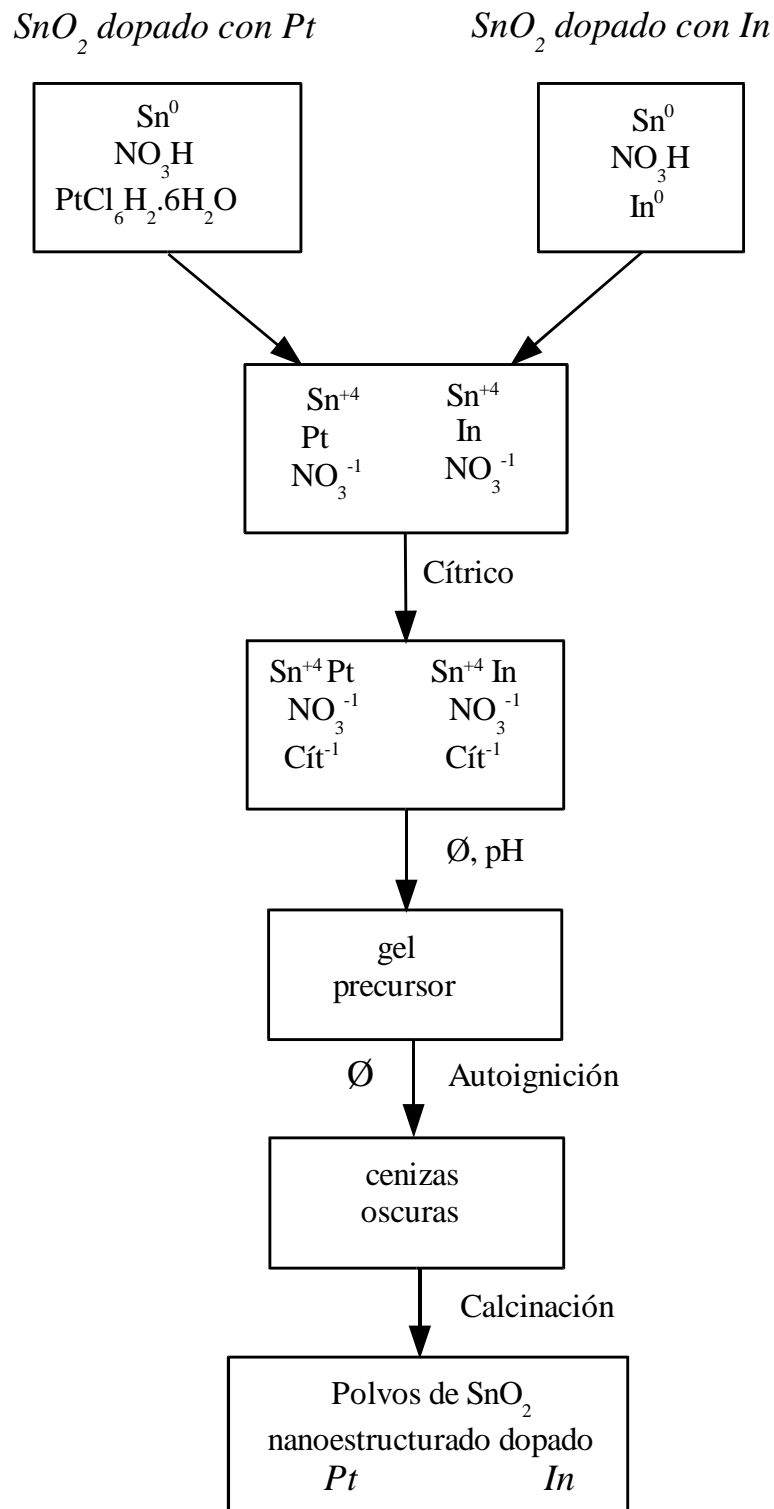 SnO₂ dopado con Pt
SnO₂ dopado con In
Sn⁰
NO₃H
PtCl₆H₂.6H₂O
Sn⁰
NO₃H
In⁰
Sn⁺⁴
Pt
NO₃⁻¹
Sn⁺⁴
In
NO₃⁻¹
Cítrico
Sn⁺⁴ Pt
NO₃⁻¹
Cít⁻¹
Sn⁺⁴ In
NO₃⁻¹
Cít⁻¹
Ø, pH
gel
precursor
Ø
Autoignición
cenizas
oscuras
Calcinación
Polvos de SnO₂
nanoestructurado dopado
Pt In